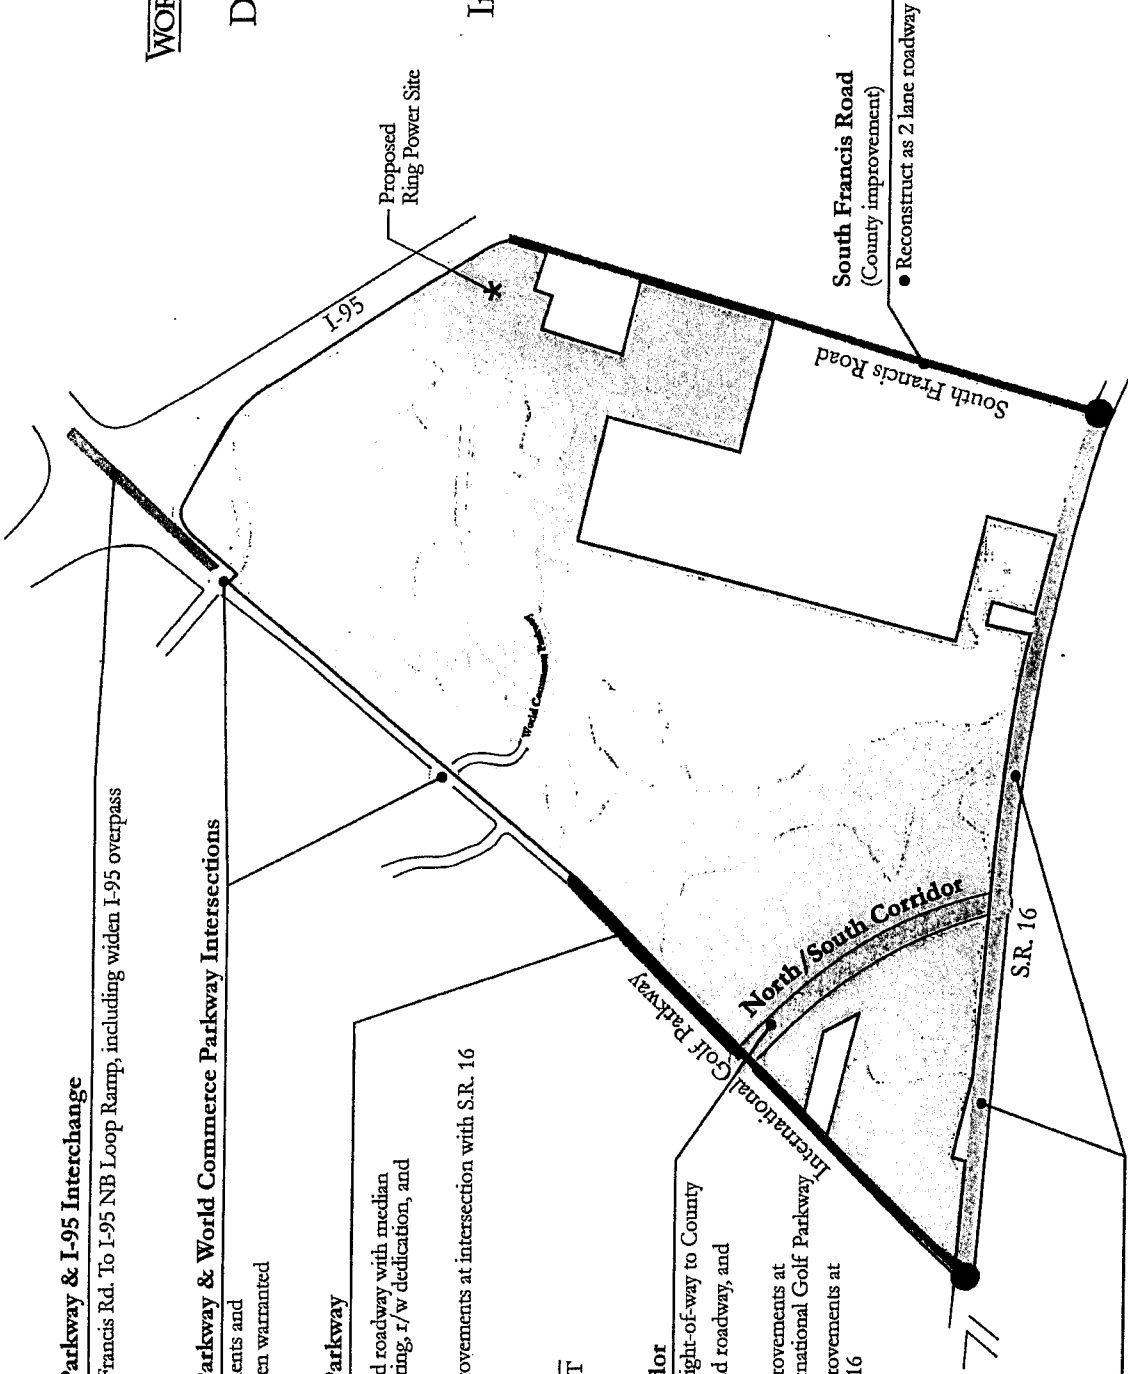 WOR
D
I
Proposed
Ring Power Site
I-95
South Francis Road
(County improvement)
● Reconstruct as 2 lane roadway
South Francis Road
Parkway & I-95 Interchange
Francis Rd. To I-95 NB Loop Ramp, including widen I-95 overpass
Parkway & World Commerce Parkway Intersections
ents and
en warranted
World Commerce Parkway
Parkway
d roadway with median
ring, r/w dedication, and
ovements at intersection with S.R. 16
International Golf Parkway
North/South Corridor
S.R. 16
T
dor
ight-of-way to County
d roadway, and
rovements at
national Golf Parkway
rovements at
16